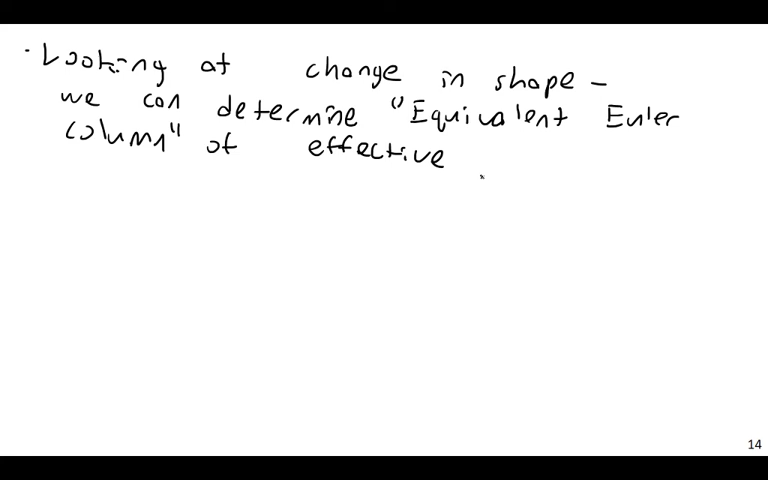 · Looking at change in shape –
we can determine "Equivalent Euler
column" of effective
14